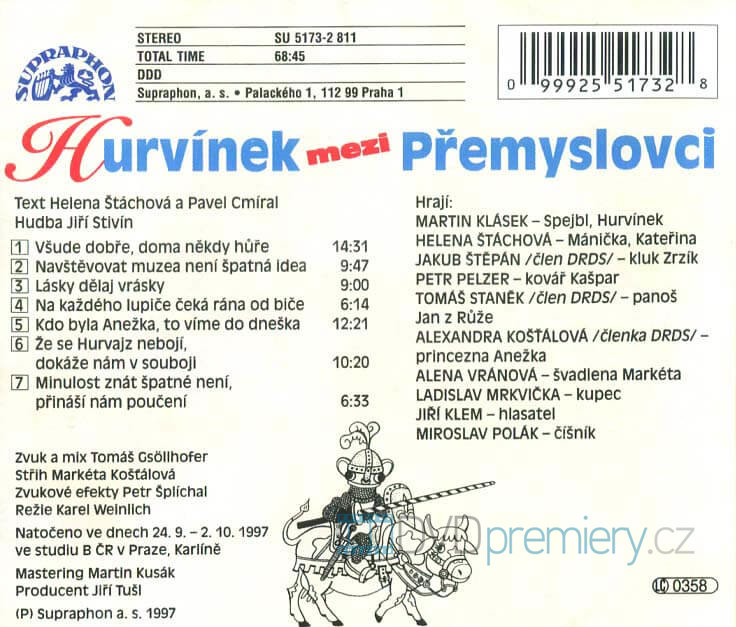 SUPRAPHON
STEREO SU 5173-2 811
TOTAL TIME 68:45
DDD
Supraphon, a. s. • Palackého 1, 112 99 Praha 1
0 99925 51732 8
Hurvínek mezi Přemyslovci
Text Helena Štáchová a Pavel Cmíral
Hudba Jiří Stivín
1 Všude dobře, doma někdy hůře 14:31
2 Navštěvovat muzea není špatná idea 9:47
3 Lásky dělaj vrásky 9:00
4 Na každého lupiče čeká rána od biče 6:14
5 Kdo byla Anežka, to víme do dneška 12:21
6 Že se Hurvajz nebojí,
dokáže nám v souboji 10:20
7 Minulost znát špatné není,
přináší nám poučení 6:33
Zvuk a mix Tomáš Gsöllhofer
Střih Markéta Košťálová
Zvukové efekty Petr Šplíchal
Režie Karel Weinlich
Natočeno ve dnech 24. 9. – 2. 10. 1997
ve studiu B ČR v Praze, Karlíně
Mastering Martin Kusák
Producent Jiří Tušl
(P) Supraphon a. s. 1997
Hrají:
MARTIN KLÁSEK – Spejbl, Hurvínek
HELENA ŠTÁCHOVÁ – Mánička, Kateřina
JAKUB ŠTĚPÁN /člen DRDS/ – kluk Zrzík
PETR PELZER – kovář Kašpar
TOMÁŠ STANĚK /člen DRDS/ – panoš
Jan z Růže
ALEXANDRA KOŠŤÁLOVÁ /členka DRDS/ –
princezna Anežka
ALENA VRÁNOVÁ – švadlena Markéta
LADISLAV MRKVIČKA – kupec
JIŘÍ KLEM – hlasatel
MIROSLAV POLÁK – číšník
DVDpremiery.cz
LC 0358